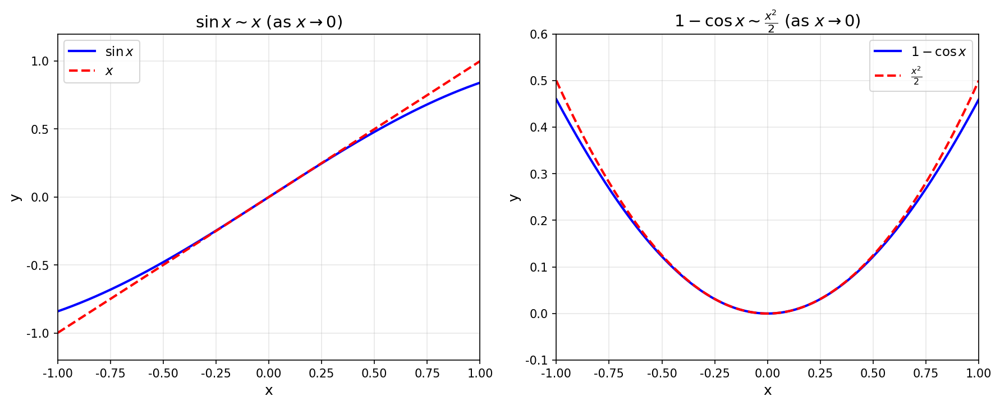 sin x ~ x (as x → 0)
sin x
x
1.0
0.5
0.0
-0.5
-1.0
y
-1.00 -0.75 -0.50 -0.25 0.00 0.25 0.50 0.75 1.00
x
1 − cos x ~ x²/2 (as x → 0)
1 − cos x
x²/2
0.6
0.5
0.4
0.3
0.2
0.1
0.0
-0.1
y
-1.00 -0.75 -0.50 -0.25 0.00 0.25 0.50 0.75 1.00
x